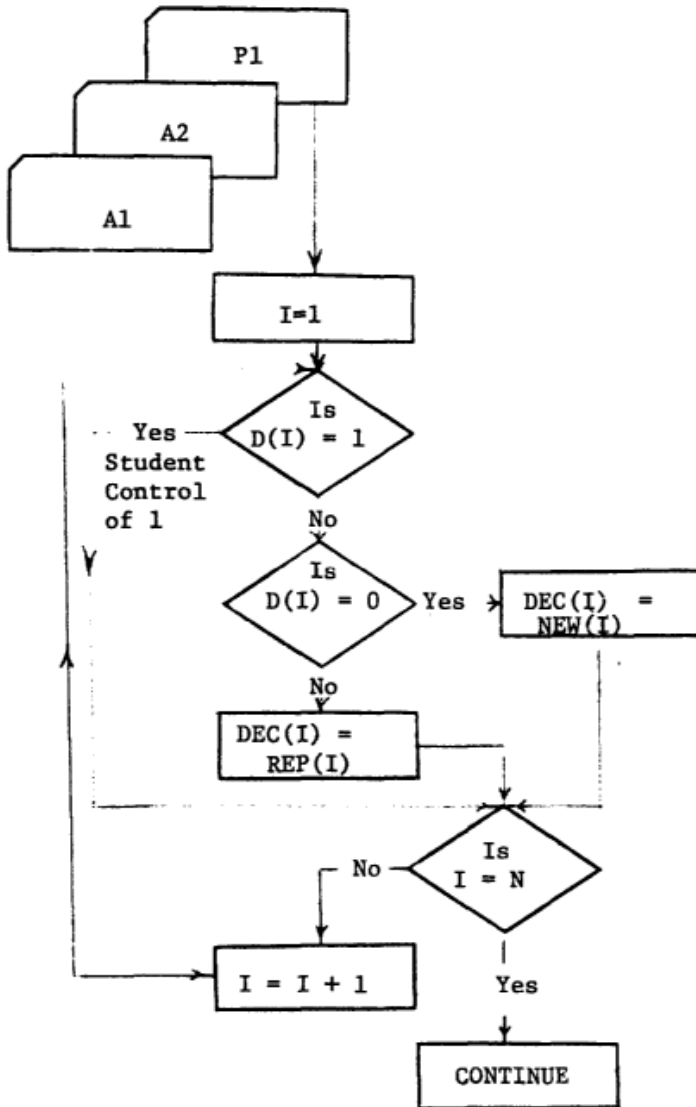 P1
A2
A1
I=1
Is
D(I) = 1
Yes
Student
Control
of 1
No
Is
D(I) = 0
Yes
DEC(I) =
NEW(I)
No
DEC(I) =
REP(I)
Is
I = N
No
I = I + 1
Yes
CONTINUE